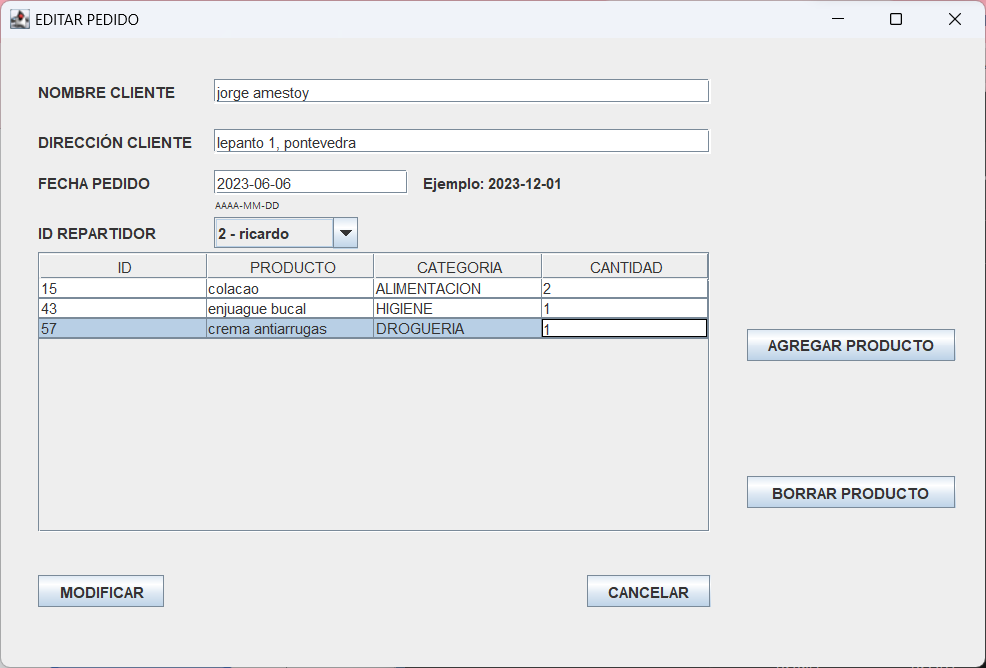 EDITAR PEDIDO
NOMBRE CLIENTE jorge amestoy
DIRECCIÓN CLIENTE lepanto 1, pontevedra
FECHA PEDIDO 2023-06-06 Ejemplo: 2023-12-01
AAAA-MM-DD
ID REPARTIDOR 2 - ricardo
ID PRODUCTO CATEGORIA CANTIDAD
15 colacao ALIMENTACION 2
43 enjuague bucal HIGIENE 1
57 crema antiarrugas DROGUERIA 1
AGREGAR PRODUCTO
BORRAR PRODUCTO
MODIFICAR CANCELAR